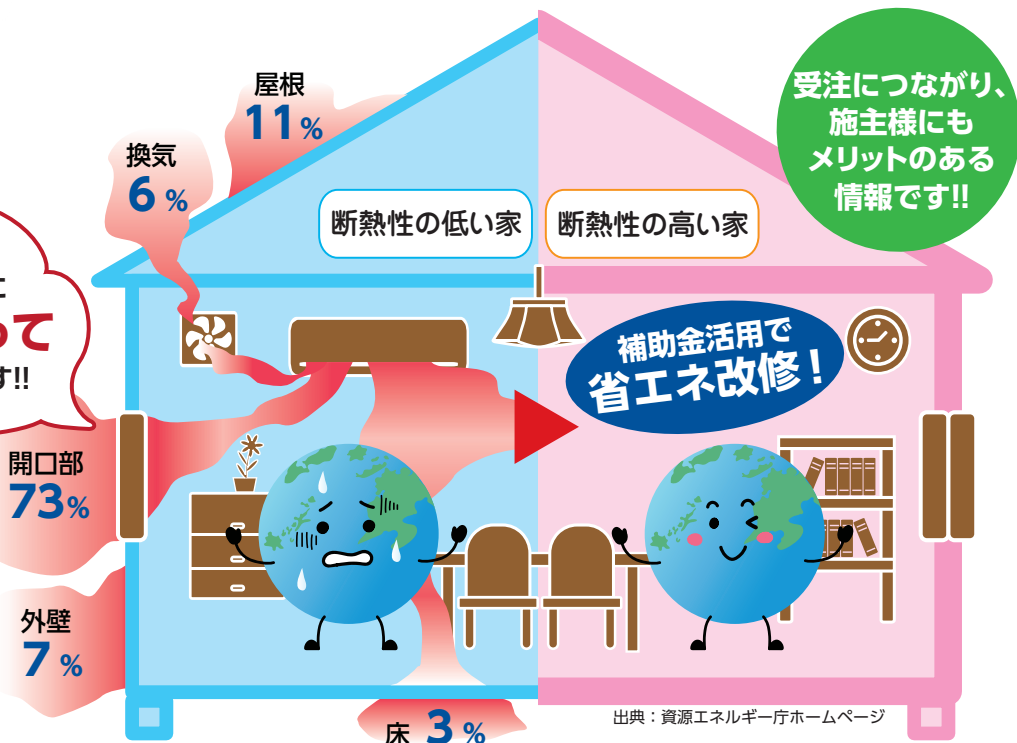 屋根
11%
換気
6%
受注につながり、
施主様にも
メリットのある
情報です!!
断熱性の低い家
断熱性の高い家
って
す!!
補助金活用で
省エネ改修!
開口部
73%
外壁
7%
床 3%
出典：資源エネルギー庁ホームページ